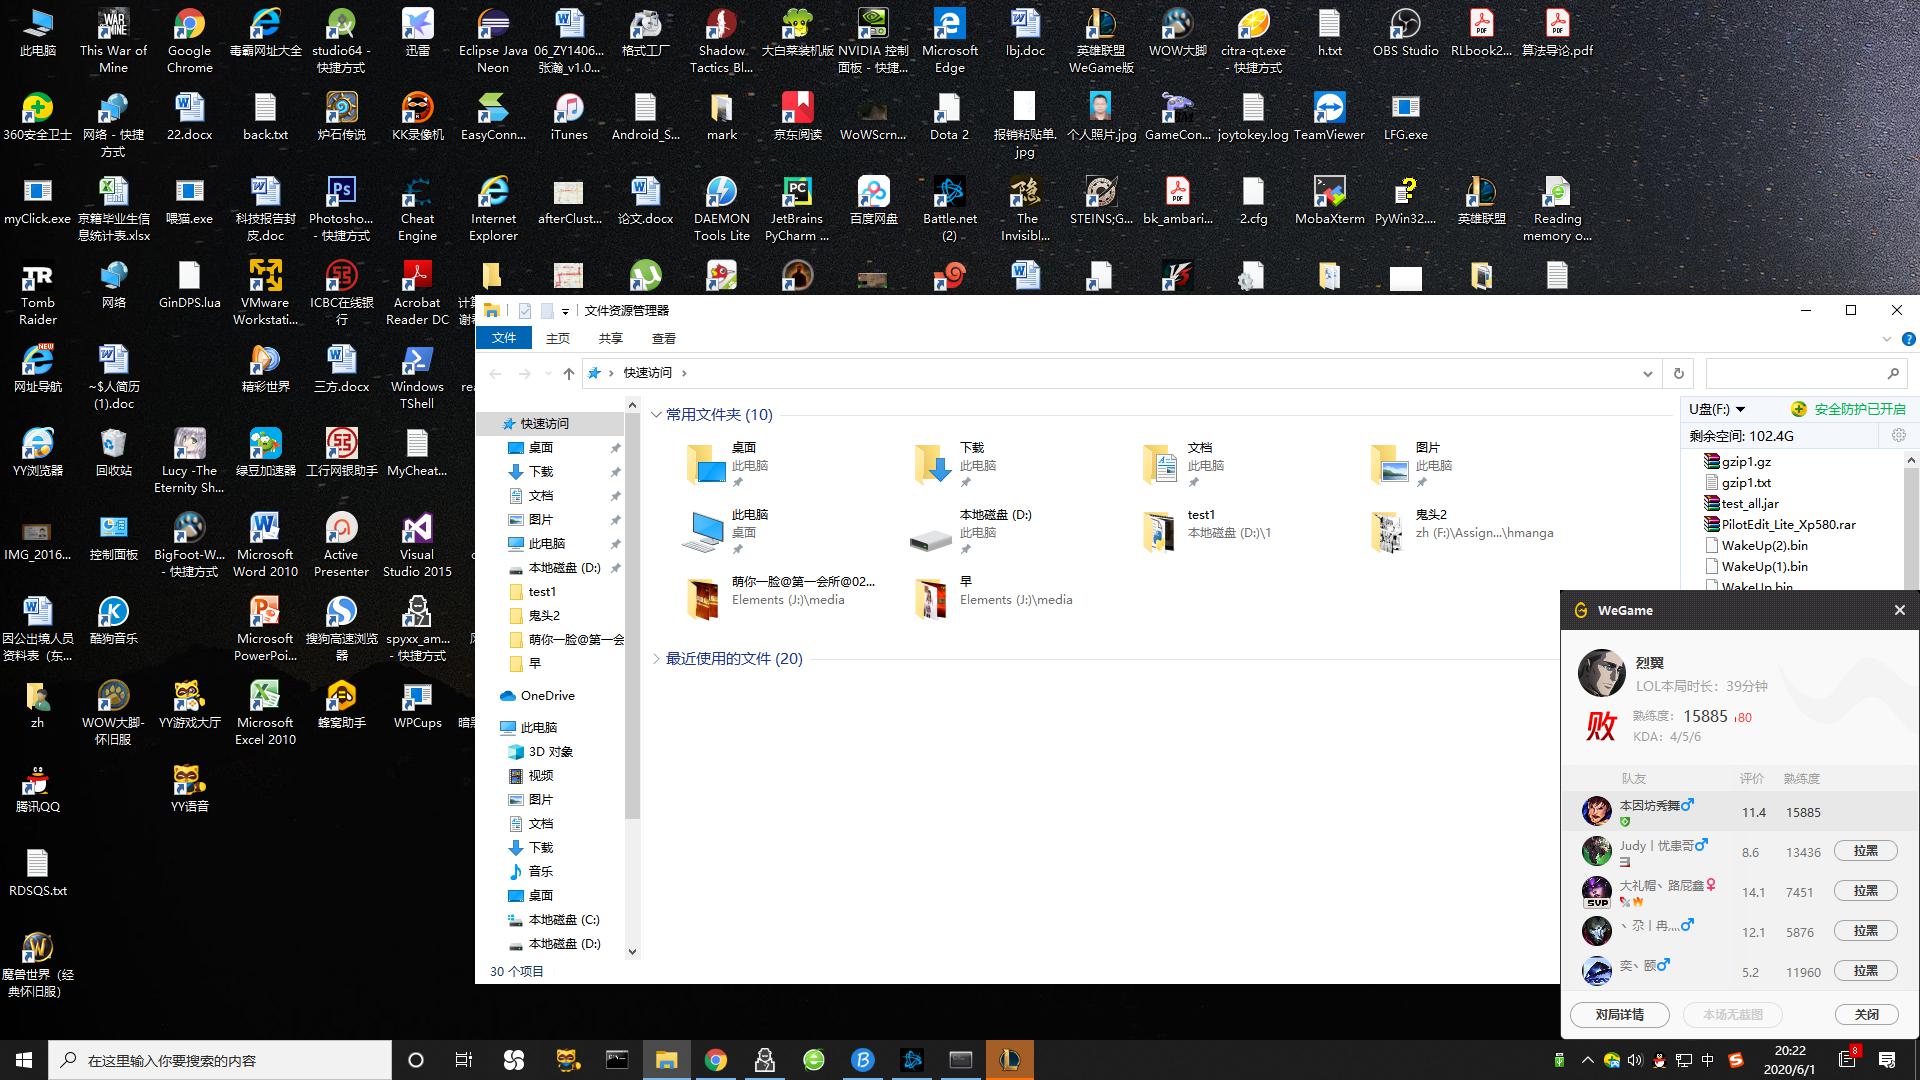 此电脑
This War of
Mine
Google
Chrome
毒霸网址大全
studio64 -
快捷方式
迅雷
Eclipse Java
Neon
06_ZY1406...
张瀚_v1.0...
格式工厂
Shadow
Tactics Bl...
大白菜装机版
NVIDIA 控制
面板 - 快捷...
Microsoft
Edge
lbj.doc
英雄联盟
WeGame版
WOW大脚
citra-qt.exe
- 快捷方式
h.txt
OBS Studio
RLbook2...
算法导论.pdf
360安全卫士
网络 - 快捷
方式
22.docx
back.txt
炉石传说
KK录像机
EasyConn...
iTunes
Android_S...
mark
京东阅读
WoWScrn...
Dota 2
报销粘贴单.
jpg
个人照片.jpg
GameCon...
joytokey.log
TeamViewer
LFG.exe
myClick.exe
京籍毕业生信
息统计表.xlsx
喂猫.exe
科技报告封
皮.doc
Photosho...
- 快捷方式
Cheat
Engine
Internet
Explorer
afterClust...
论文.docx
DAEMON
Tools Lite
JetBrains
PyCharm ...
百度网盘
Battle.net
(2)
The
Invisibl...
STEINS;G...
bk_ambari...
2.cfg
MobaXterm
PyWin32....
英雄联盟
Reading
memory o...
Tomb
Raider
网络
GinDPS.lua
VMware
Workstati...
ICBC在线银
行
Acrobat
Reader DC
网址导航
~$人简历
(1).doc
精彩世界
三方.docx
Windows
TShell
YY浏览器
回收站
Lucy -The
Eternity Sh...
绿豆加速器
工行网银助手
MyCheat...
IMG_2016...
控制面板
BigFoot-W...
- 快捷方式
Microsoft
Word 2010
Active
Presenter
Visual
Studio 2015
因公出境人员
资料表（东...
酷狗音乐
Microsoft
PowerPoi...
搜狗高速浏览
器
spyxx_am...
- 快捷方式
zh
WOW大脚-
怀旧服
YY游戏大厅
Microsoft
Excel 2010
蜂窝助手
WPCups
腾讯QQ
YY语音
RDSQS.txt
魔兽世界（经
典怀旧服）
文件资源管理器
文件
主页
共享
查看
快速访问
快速访问
桌面
下载
文档
图片
此电脑
本地磁盘 (D:)
test1
鬼头2
萌你一脸@第一会
早
OneDrive
此电脑
3D 对象
视频
图片
文档
下载
音乐
桌面
本地磁盘 (C:)
本地磁盘 (D:)
30 个项目
常用文件夹 (10)
桌面
此电脑
下载
此电脑
文档
此电脑
图片
此电脑
此电脑
桌面
本地磁盘 (D:)
此电脑
test1
本地磁盘 (D:)\1
鬼头2
zh (F:)\Assign...\hmanga
萌你一脸@第一会所@02...
Elements (J:)\media
早
Elements (J:)\media
最近使用的文件 (20)
U盘(F:)
安全防护已开启
剩余空间: 102.4G
gzip1.gz
gzip1.txt
test_all.jar
PilotEdit_Lite_Xp580.rar
WakeUp(2).bin
WakeUp(1).bin
WakeUp.bin
WeGame
烈翼
LOL本局时长：39分钟
败
熟练度： 15885 ↓80
KDA：4/5/6
队友 评价 熟练度
本因坊秀舞♂ 11.4 15885
Judy丨忧患哥♂ 8.6 13436 拉黑
大礼帽丶路屁鑫♀ 14.1 7451 拉黑
SVP
丶尕丨冉灬♂ 12.1 5876 拉黑
奕丶颐♂ 5.2 11960 拉黑
对局详情
本场无截图
关闭
在这里输入你要搜索的内容
中
20:22
2020/6/1
8